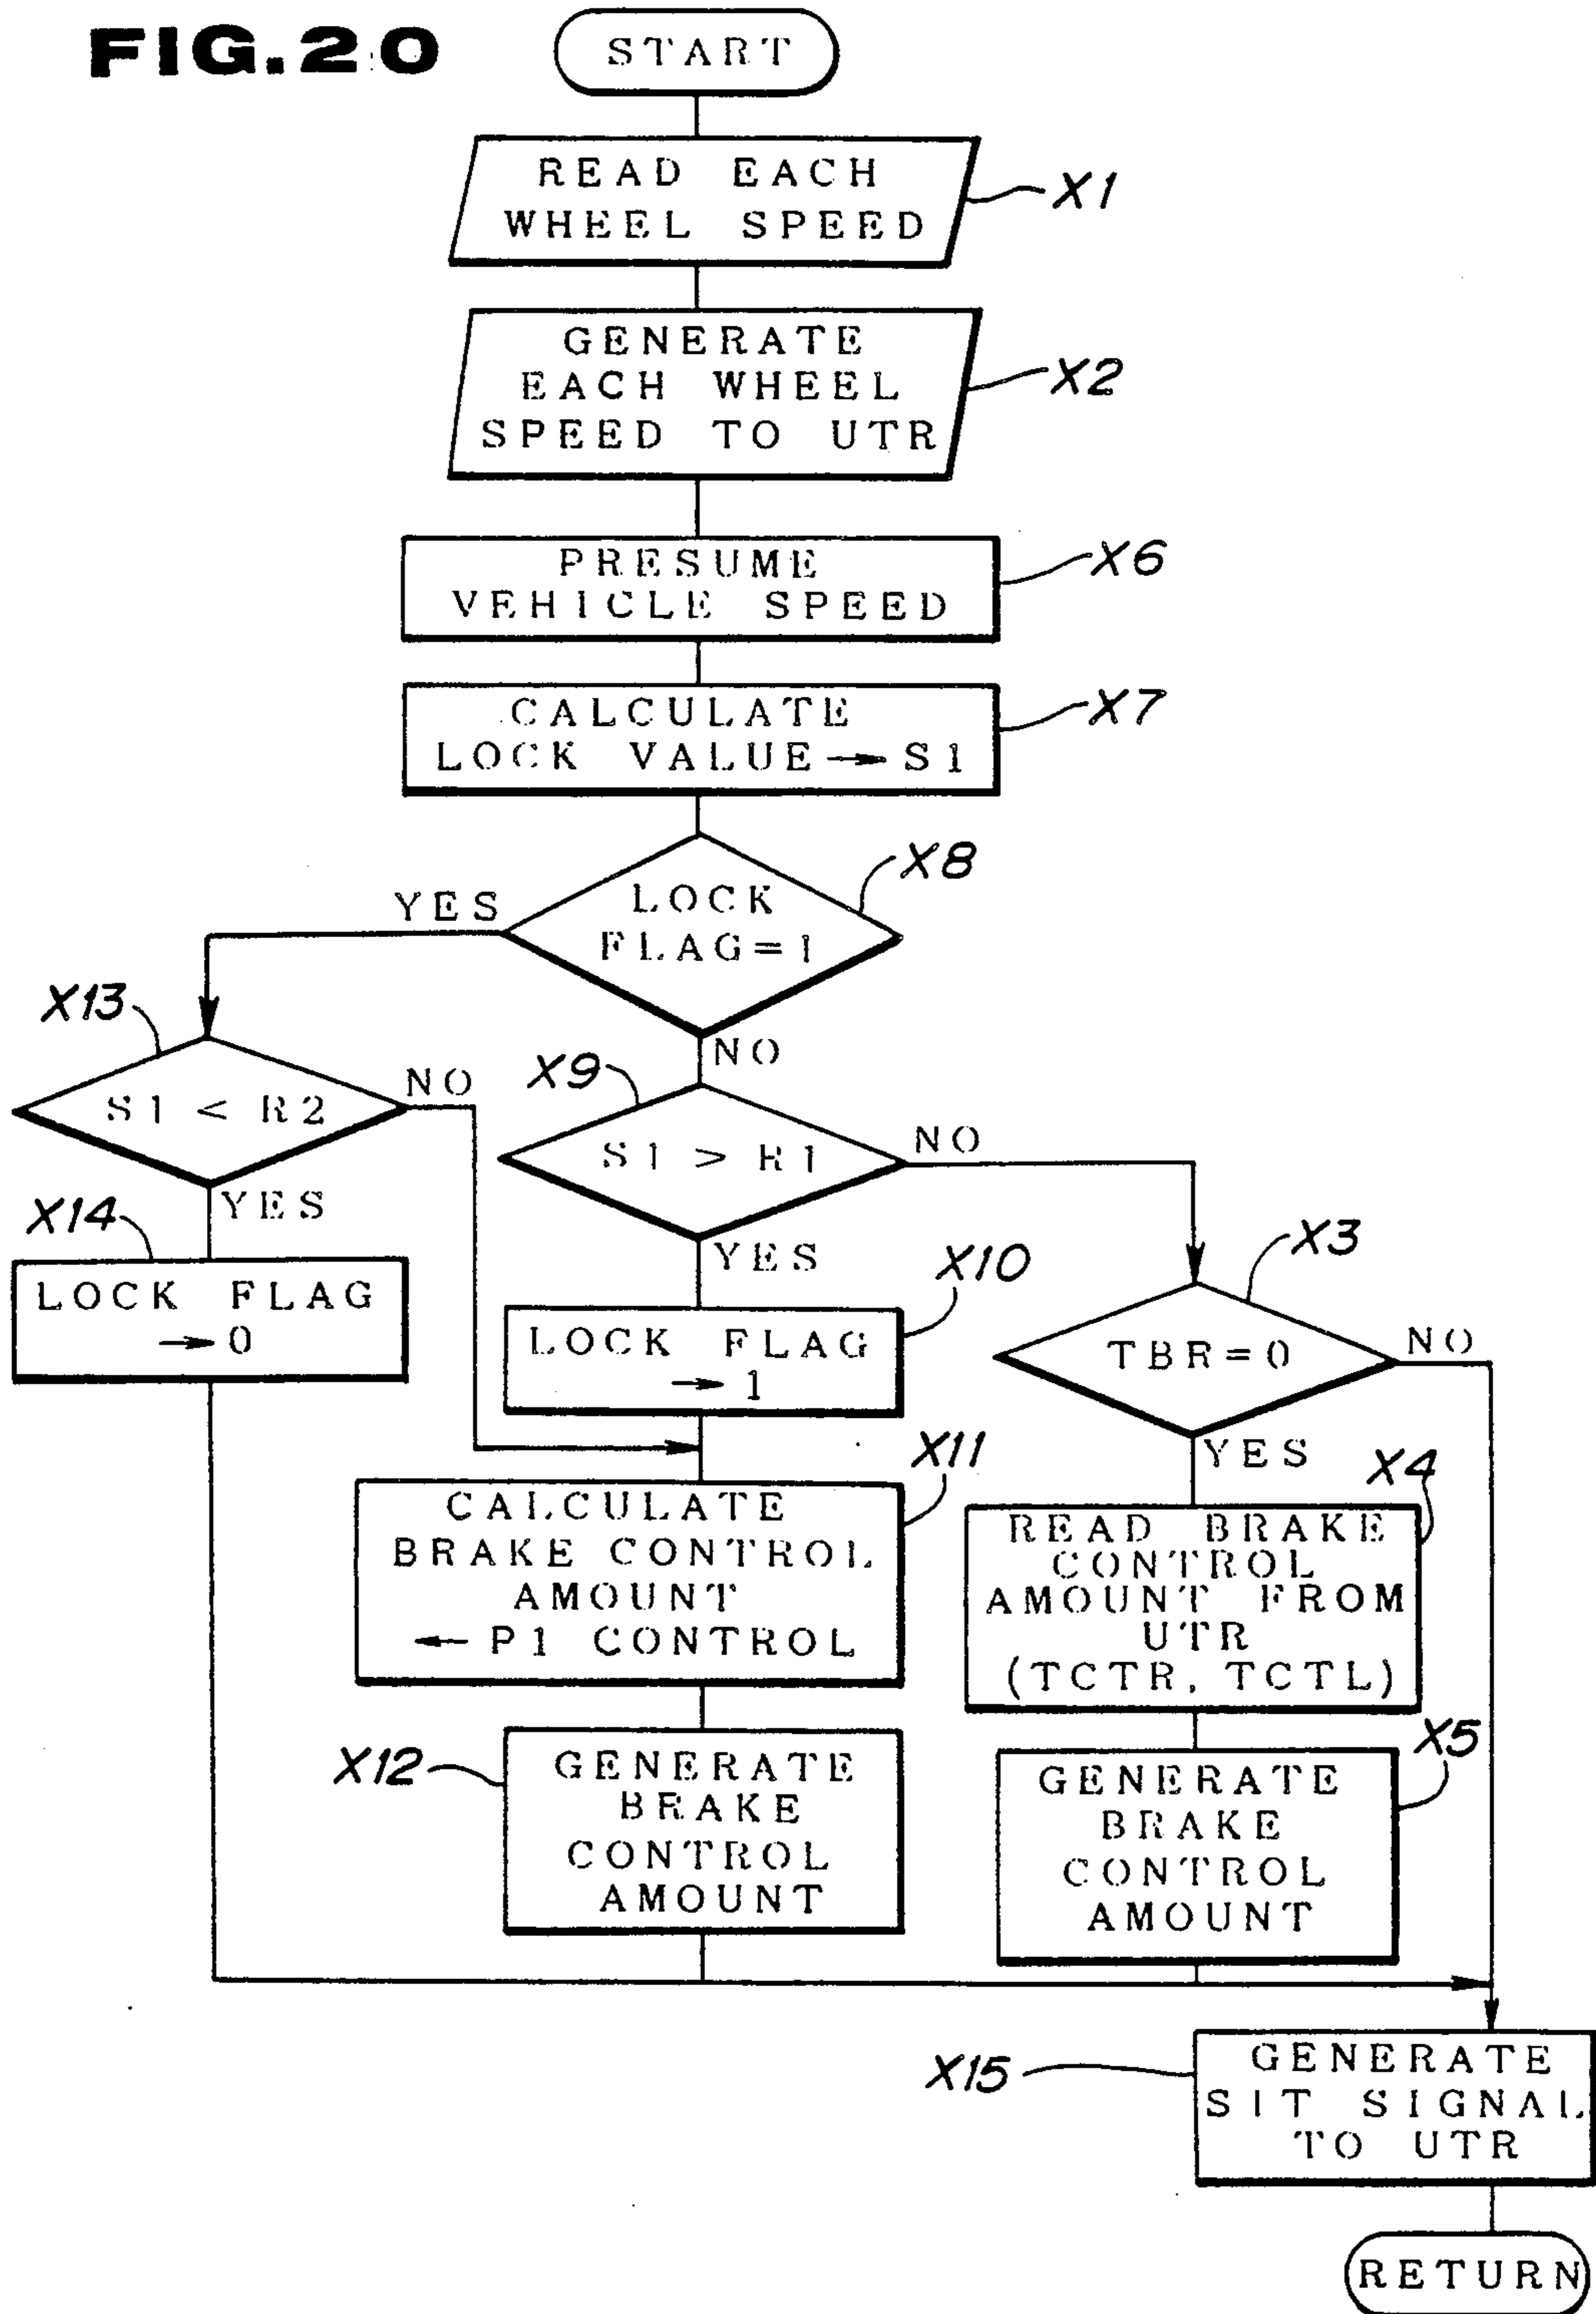 FIG.20
START
READ EACH
WHEEL SPEED
X1
GENERATE
EACH WHEEL
SPEED TO UTR
X2
PRESUME
VEHICLE SPEED
X6
CALCULATE
LOCK VALUE → S1
X7
LOCK
FLAG=1
X8
YES
NO
X13
S1 < R2
NO
YES
X9
S1 > R1
NO
YES
X14
LOCK FLAG
→ 0
X10
LOCK FLAG
→ 1
X3
TBR=0
NO
YES
X11
CALCULATE
BRAKE CONTROL
AMOUNT
← P1 CONTROL
X4
READ BRAKE
CONTROL
AMOUNT FROM
UTR
(TCTR, TCTL)
X12
GENERATE
BRAKE
CONTROL
AMOUNT
X5
GENERATE
BRAKE
CONTROL
AMOUNT
X15
GENERATE
SIT SIGNAL
TO UTR
RETURN